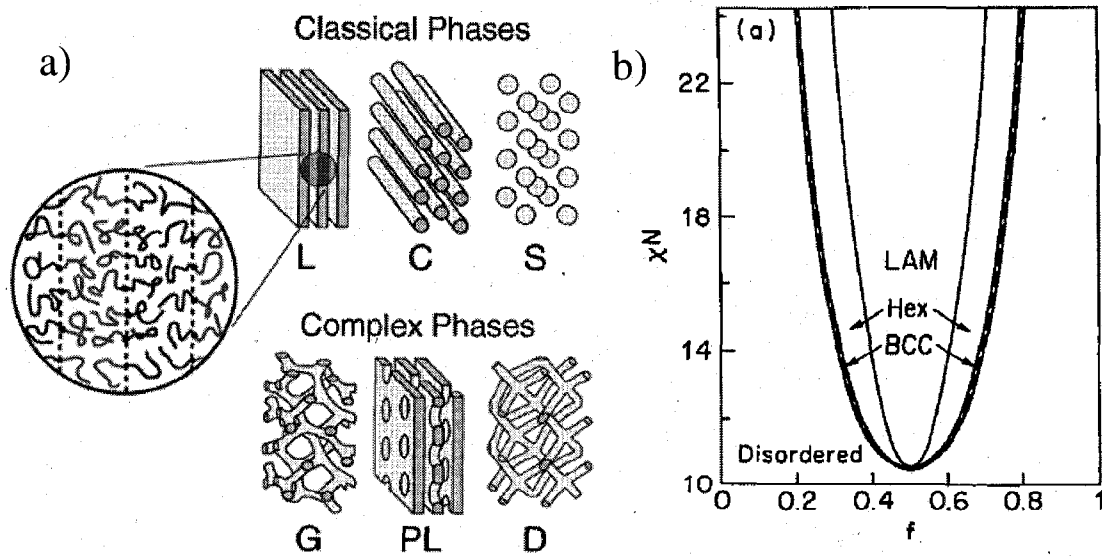 a)
Classical Phases
L C S
Complex Phases
G PL D
b)
(a)
22
18
14
10
χN
LAM
Hex
BCC
Disordered
0 0.2 0.4 0.6 0.8 1
f